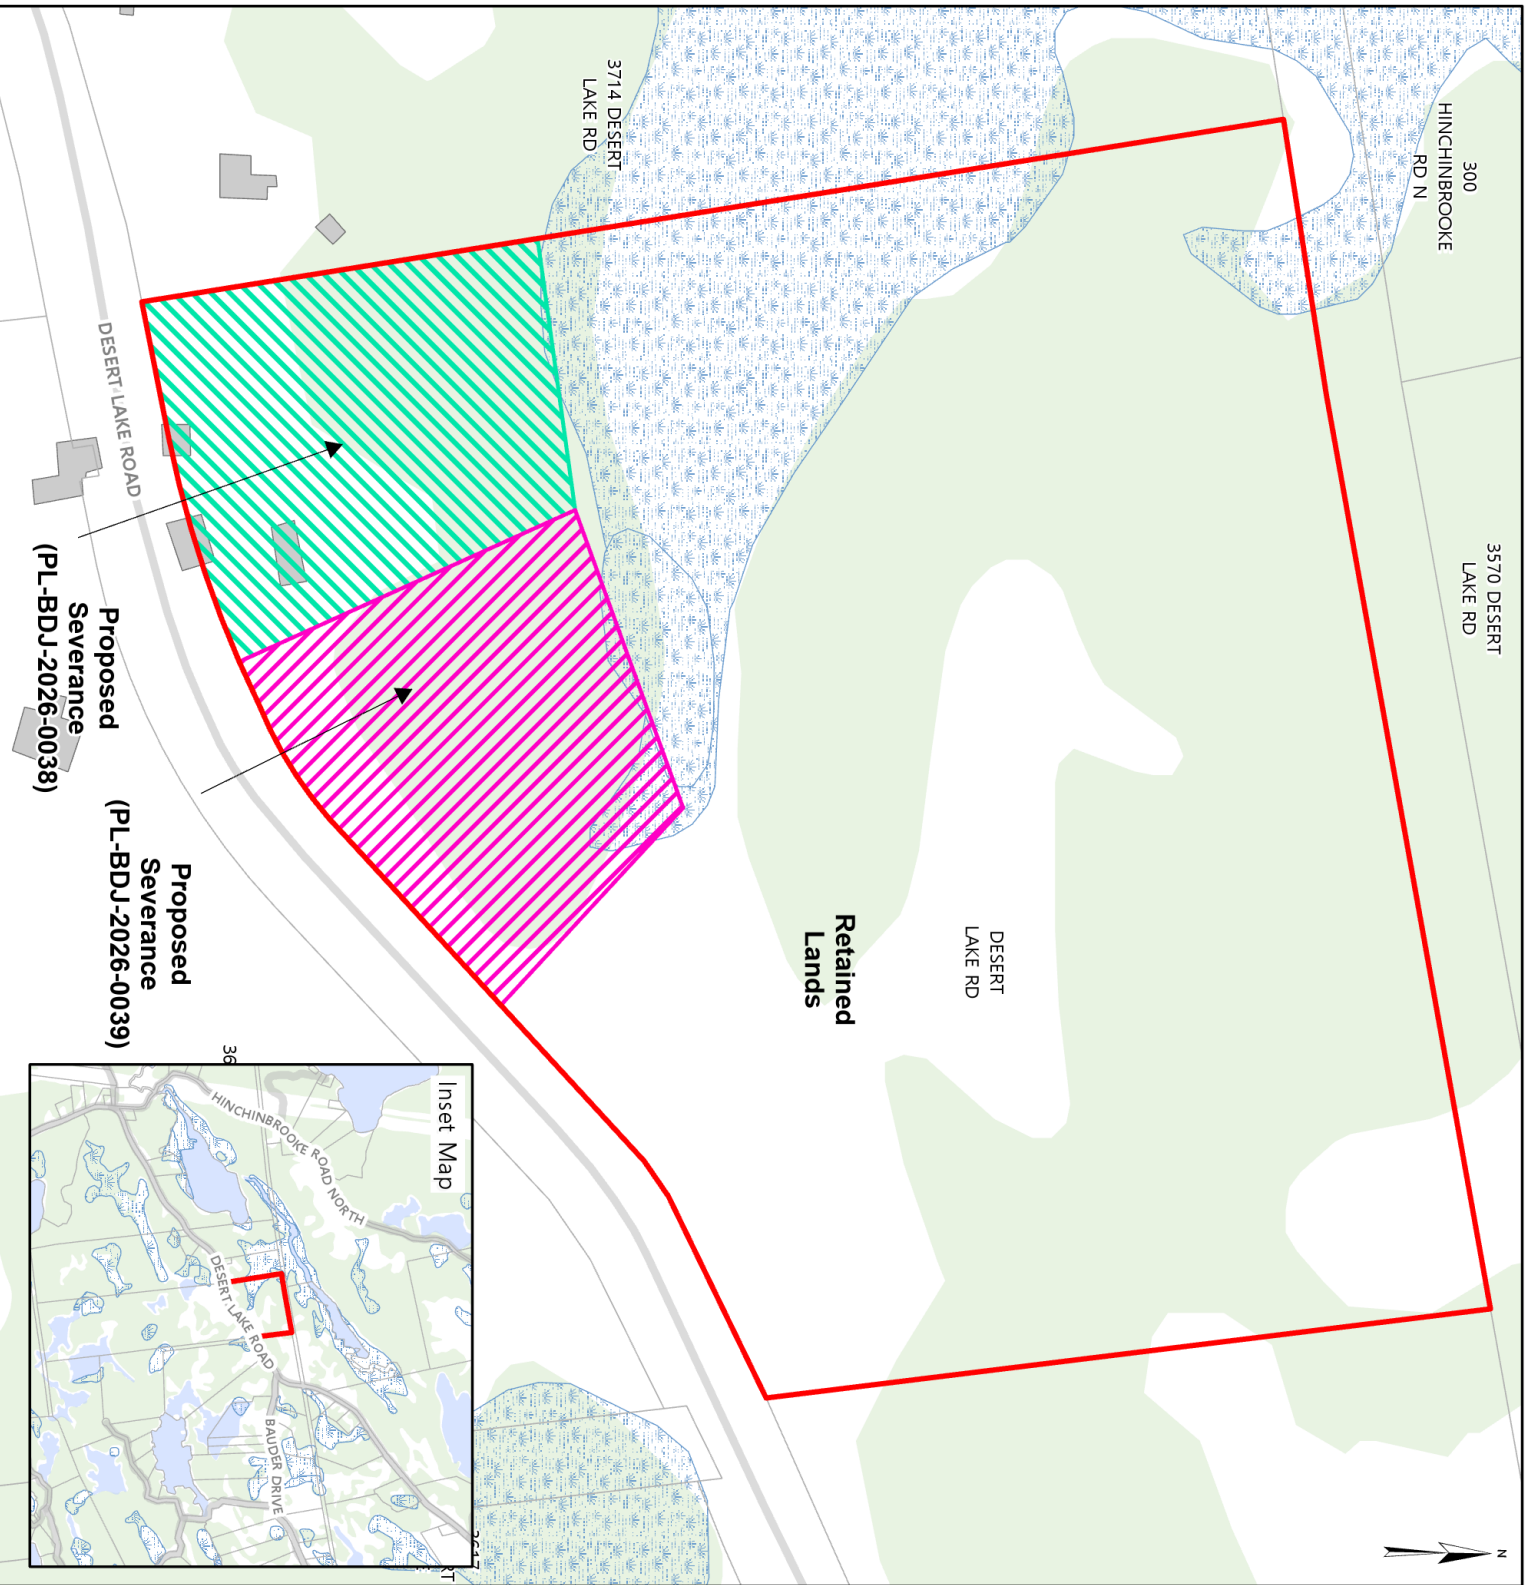 N
300
HINCHINBROOKE
RD N
3570 DESERT
LAKE RD
3714 DESERT
LAKE RD
DESERT
LAKE RD
Retained
Lands
DESERT LAKE ROAD
Proposed
Severance
(PL-BDJ-2026-0038)
Proposed
Severance
(PL-BDJ-2026-0039)
36
Inset Map
HINCHINBROOKE ROAD NORTH
DESERT LAKE ROAD
BAUDER DRIVE
RT